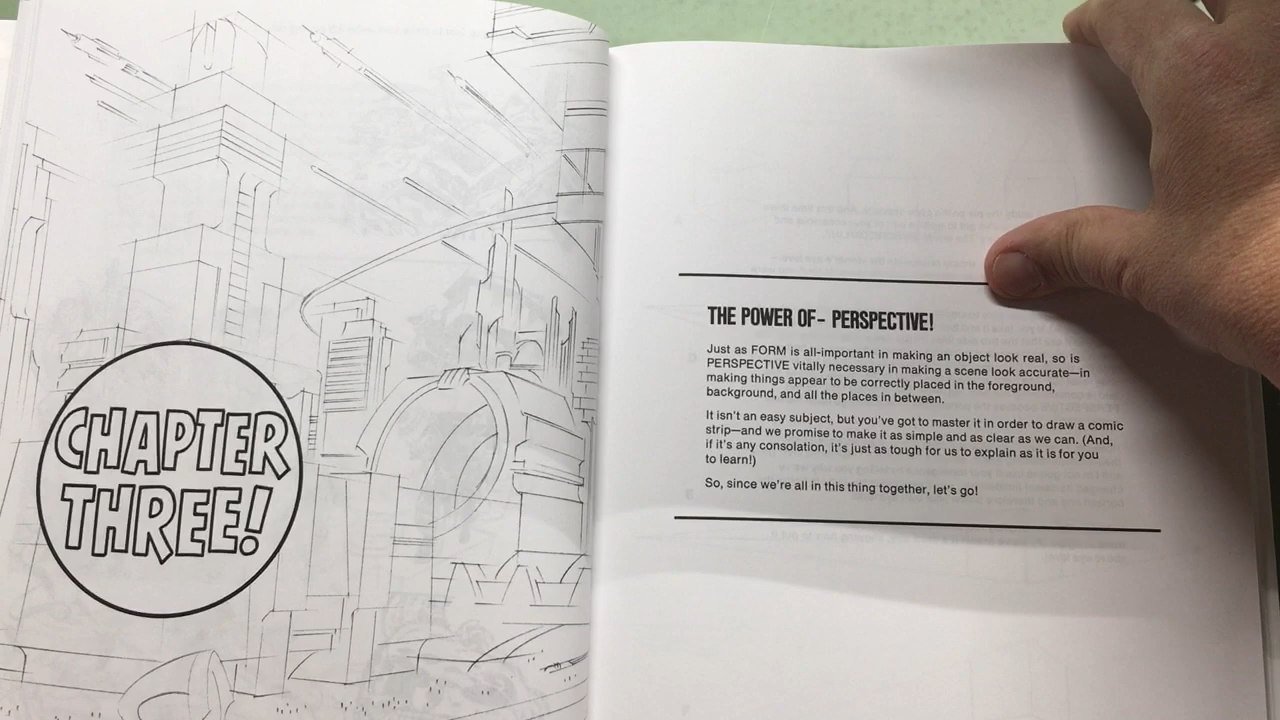 CHAPTER
THREE!
THE POWER OF– PERSPECTIVE!
Just as FORM is all-important in making an object look real, so is
PERSPECTIVE vitally necessary in making a scene look accurate—in
making things appear to be correctly placed in the foreground,
background, and all the places in between.
It isn't an easy subject, but you've got to master it in order to draw a comic
strip—and we promise to make it as simple and as clear as we can. (And,
if it's any consolation, it's just as tough for us to explain as it is for you
to learn!)
So, since we're all in this thing together, let's go!